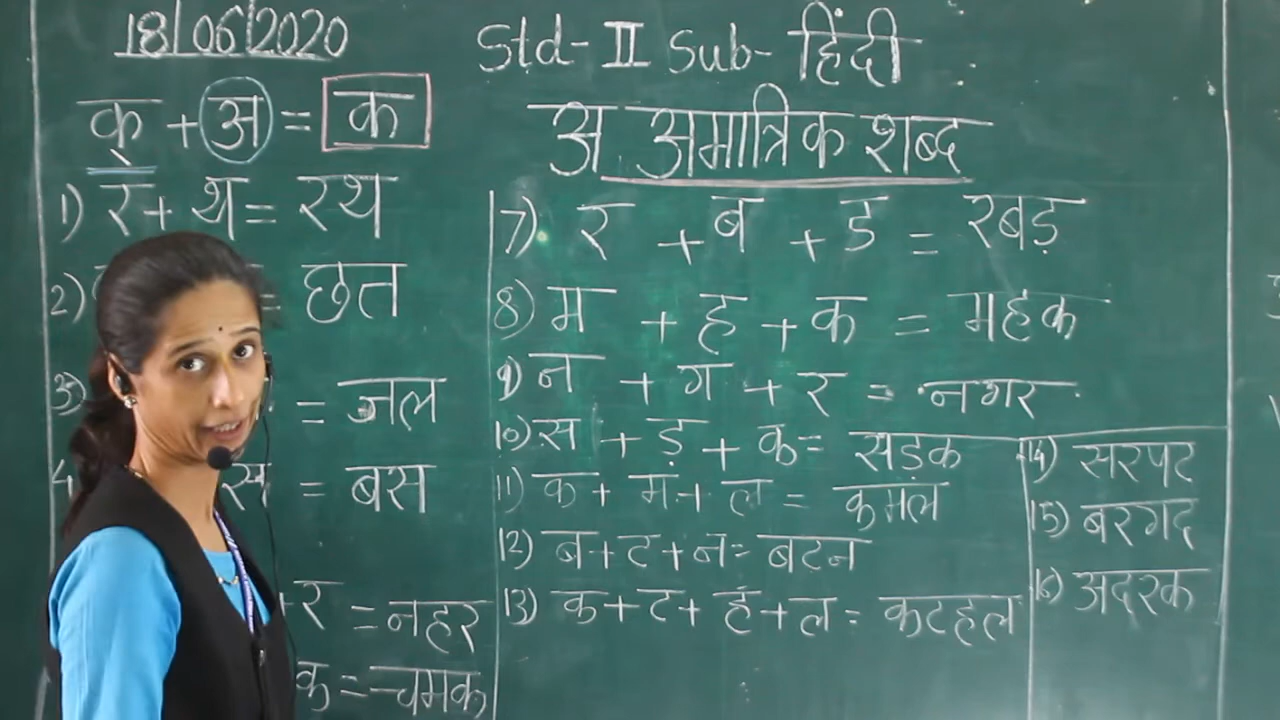 18/06/2020
Std- II Sub- हिंदी
अ अमात्रिक शब्द
क् + अ = क
1) र + थ = रथ
2) = छत
3) = जल
4 स = बस
+र = नहर
क = चमक
7) र + ब + ड = रबड़
8) म + ह + क = महक
9) न + ग + र = नगर
10) स + ड़ + क = सड़क
11) क + म + ल = कमल
12) ब+ट+न= बटन
13) क+ट+ह+ल= कटहल
14) सरपट
15) बरगद
16) अदरक